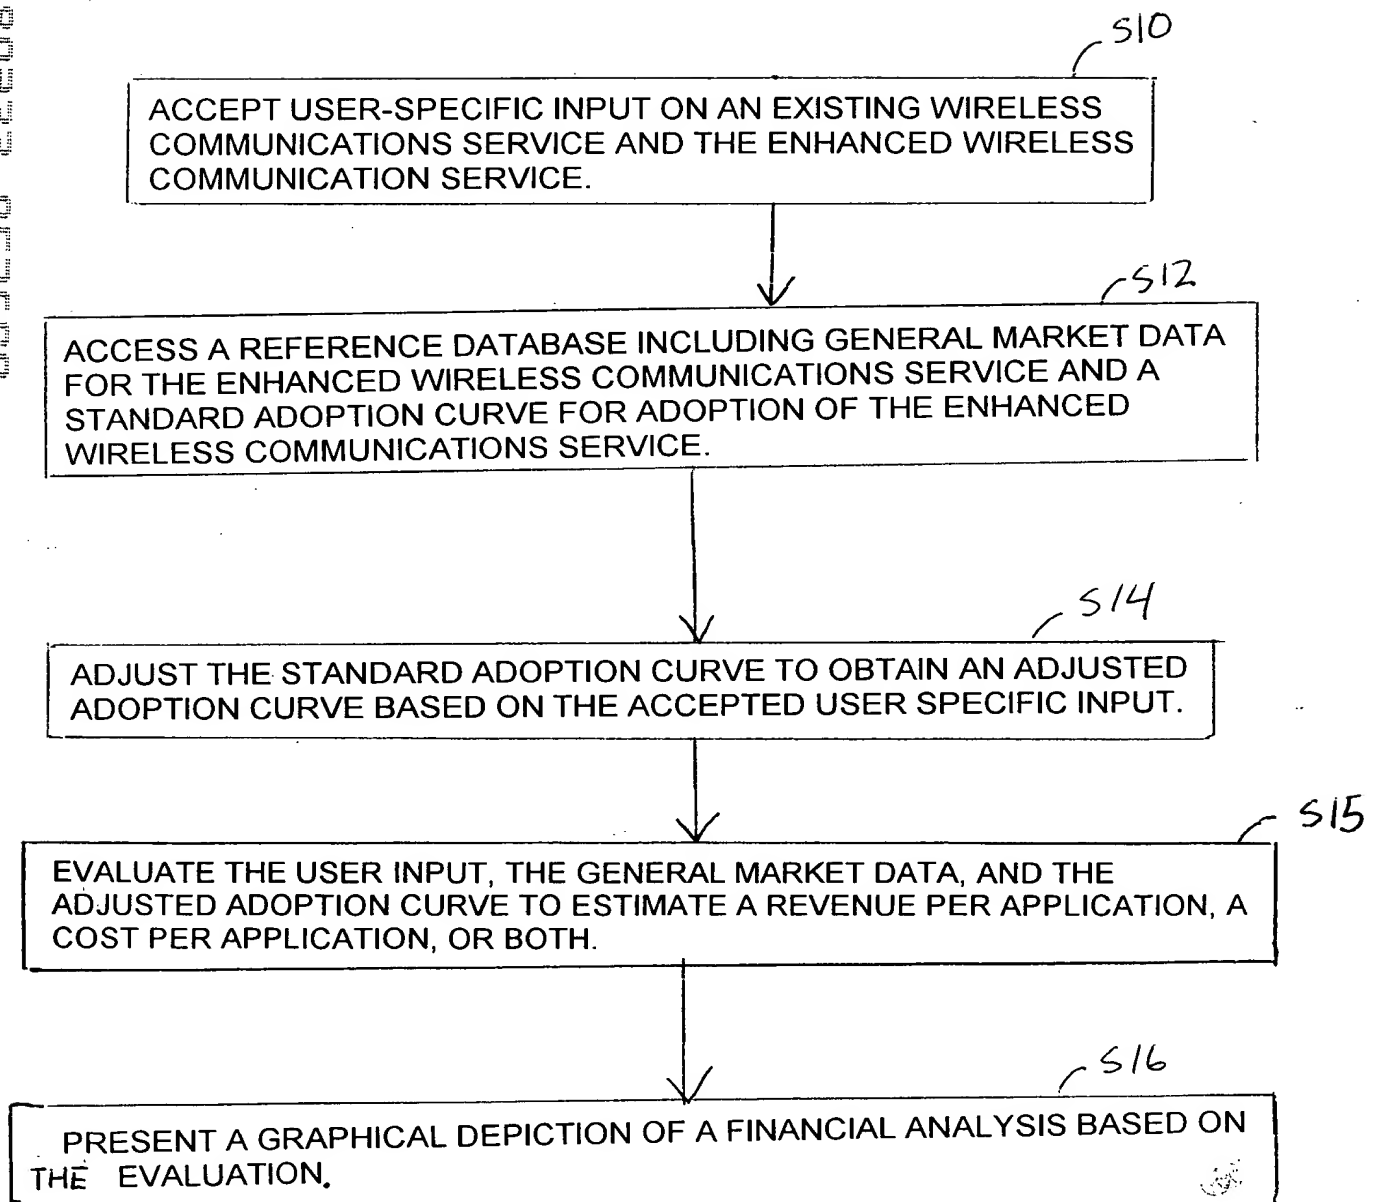 S10
ACCEPT USER-SPECIFIC INPUT ON AN EXISTING WIRELESS
COMMUNICATIONS SERVICE AND THE ENHANCED WIRELESS
COMMUNICATION SERVICE.
S12
ACCESS A REFERENCE DATABASE INCLUDING GENERAL MARKET DATA
FOR THE ENHANCED WIRELESS COMMUNICATIONS SERVICE AND A
STANDARD ADOPTION CURVE FOR ADOPTION OF THE ENHANCED
WIRELESS COMMUNICATIONS SERVICE.
S14
ADJUST THE STANDARD ADOPTION CURVE TO OBTAIN AN ADJUSTED
ADOPTION CURVE BASED ON THE ACCEPTED USER SPECIFIC INPUT.
S15
EVALUATE THE USER INPUT, THE GENERAL MARKET DATA, AND THE
ADJUSTED ADOPTION CURVE TO ESTIMATE A REVENUE PER APPLICATION, A
COST PER APPLICATION, OR BOTH.
S16
PRESENT A GRAPHICAL DEPICTION OF A FINANCIAL ANALYSIS BASED ON
THE EVALUATION.